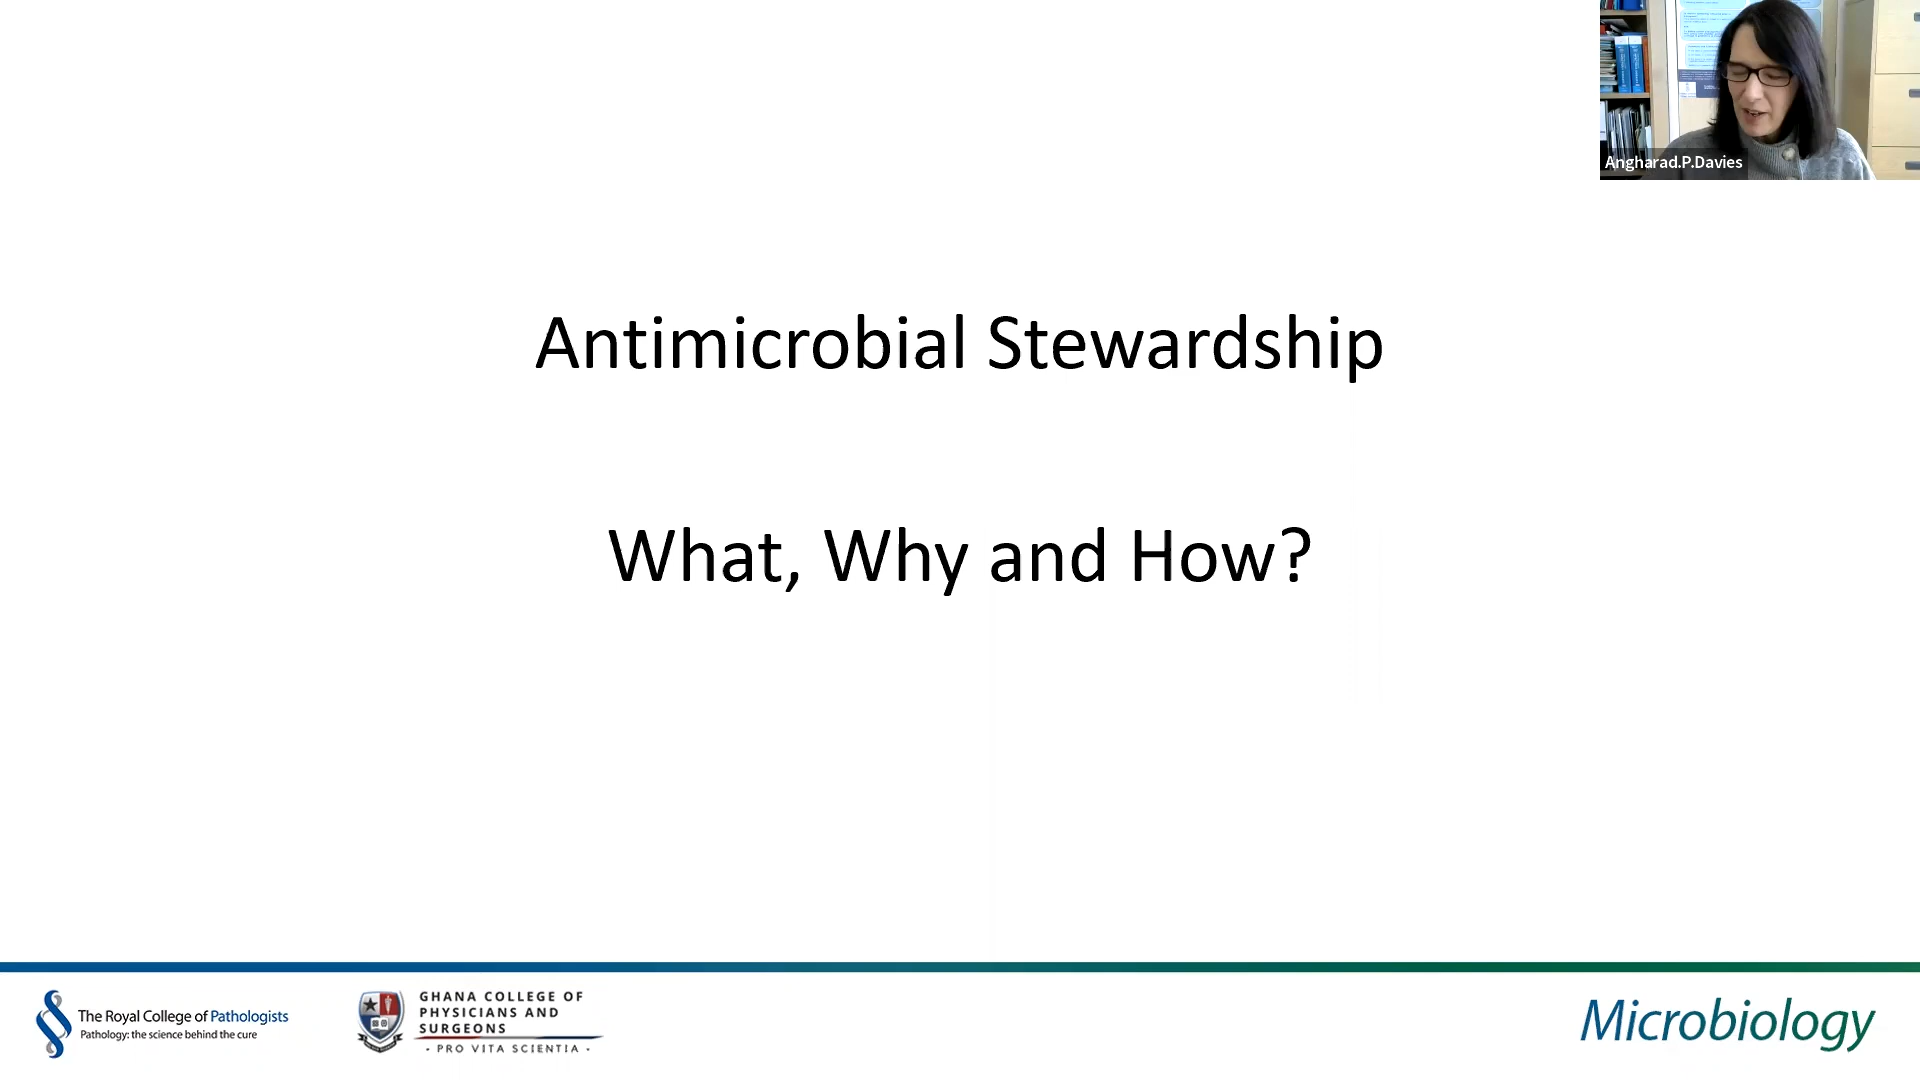 Angharad.P.Davies
Antimicrobial Stewardship
What, Why and How?
The Royal College of Pathologists
Pathology: the science behind the cure
GHANA COLLEGE OF
PHYSICIANS AND
SURGEONS
- PRO VITA SCIENTIA -
Microbiology